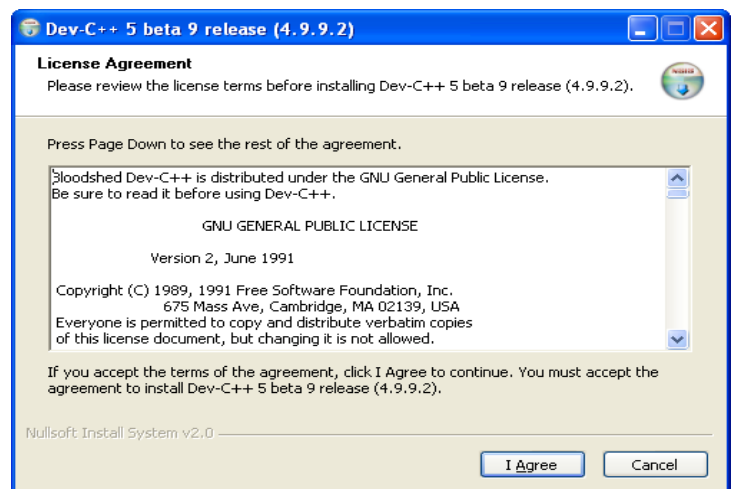 Dev-C++ 5 beta 9 release (4.9.9.2)
License Agreement
Please review the license terms before installing Dev-C++ 5 beta 9 release (4.9.9.2).
Press Page Down to see the rest of the agreement.
Bloodshed Dev-C++ is distributed under the GNU General Public License.
Be sure to read it before using Dev-C++.
GNU GENERAL PUBLIC LICENSE
Version 2, June 1991
Copyright (C) 1989, 1991 Free Software Foundation, Inc.
675 Mass Ave, Cambridge, MA 02139, USA
Everyone is permitted to copy and distribute verbatim copies
of this license document, but changing it is not allowed.
If you accept the terms of the agreement, click I Agree to continue. You must accept the
agreement to install Dev-C++ 5 beta 9 release (4.9.9.2).
Nullsoft Install System v2.0
I Agree
Cancel